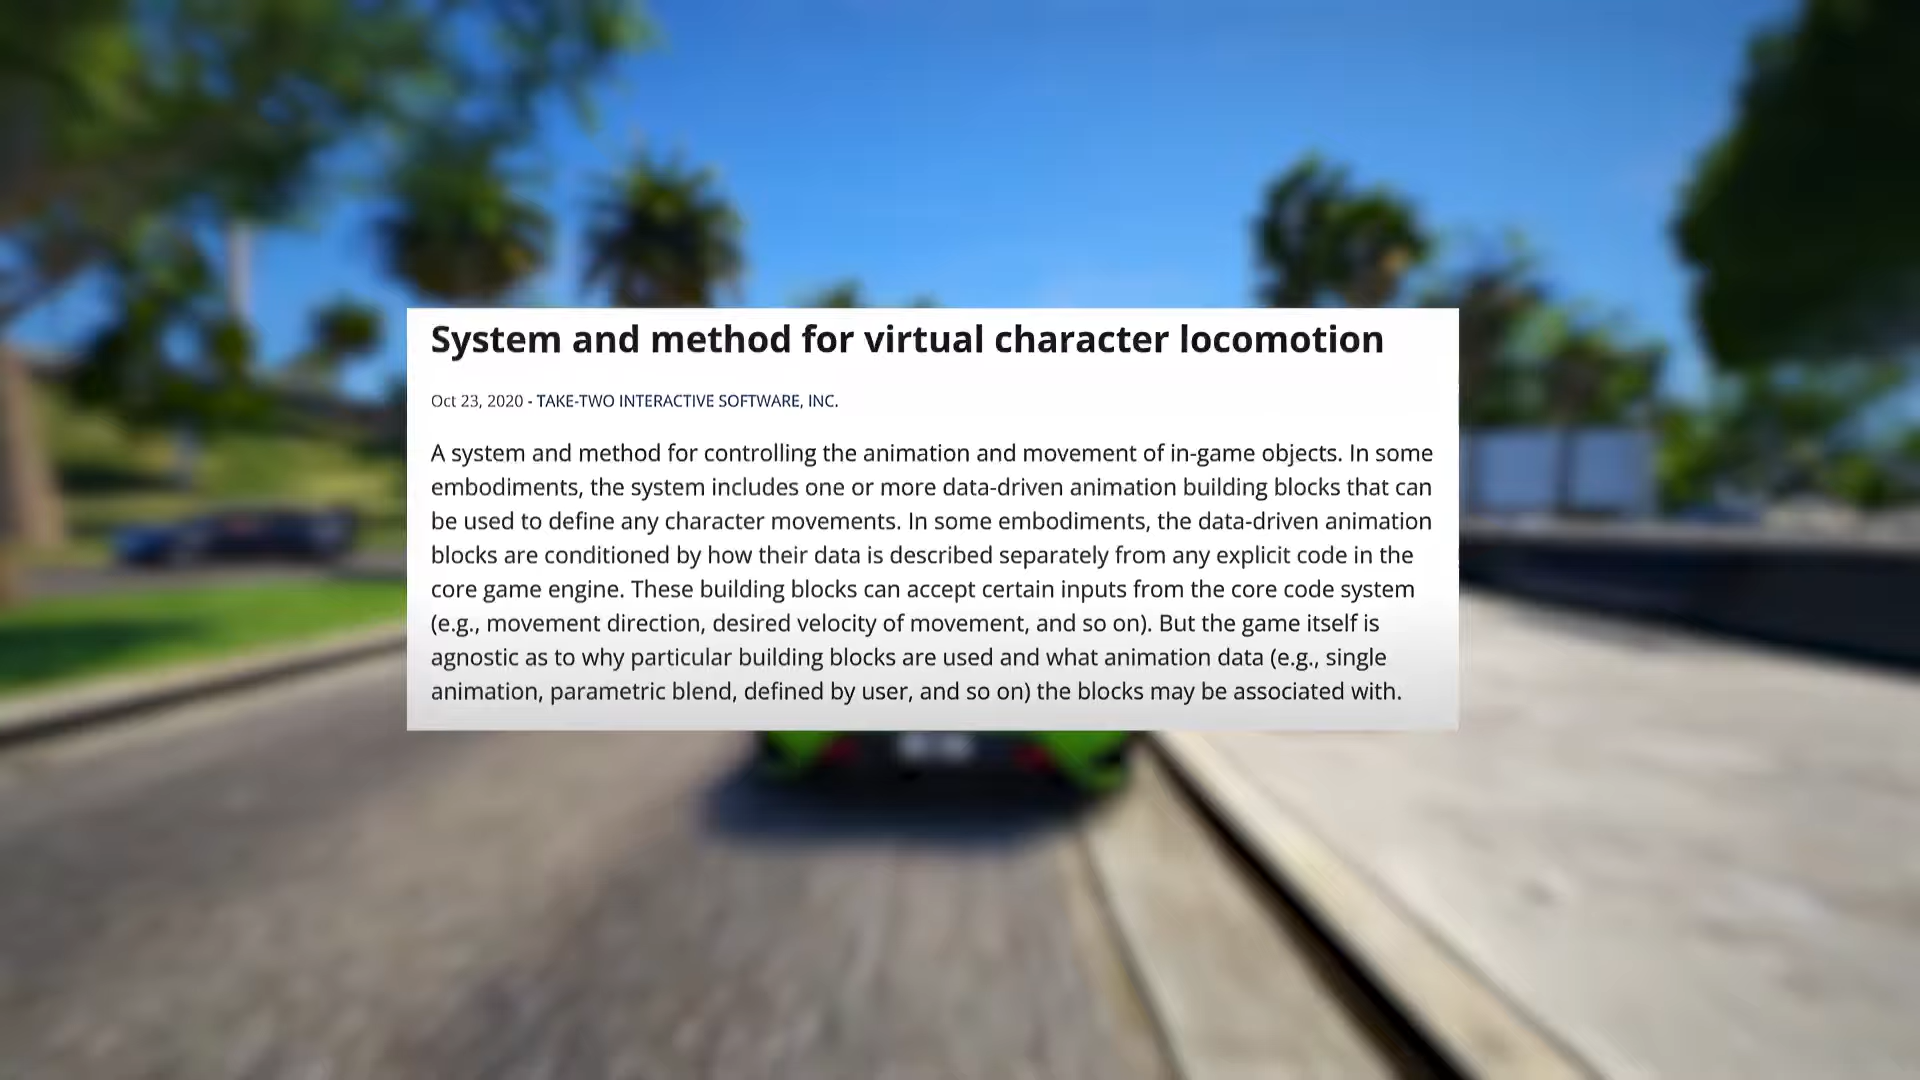 System and method for virtual character locomotion
Oct 23, 2020 - TAKE-TWO INTERACTIVE SOFTWARE, INC.
A system and method for controlling the animation and movement of in-game objects. In some
embodiments, the system includes one or more data-driven animation building blocks that can
be used to define any character movements. In some embodiments, the data-driven animation
blocks are conditioned by how their data is described separately from any explicit code in the
core game engine. These building blocks can accept certain inputs from the core code system
(e.g., movement direction, desired velocity of movement, and so on). But the game itself is
agnostic as to why particular building blocks are used and what animation data (e.g., single
animation, parametric blend, defined by user, and so on) the blocks may be associated with.